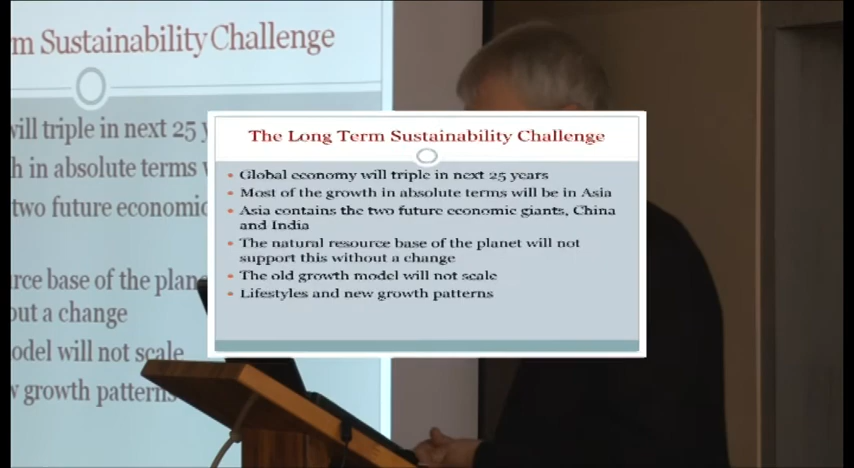 m Sustainability Challenge
will triple in next 25 y
h in absolute terms
two future economic
rce base of the plan
out a change
odel will not scale
growth patterns
The Long Term Sustainability Challenge
Global economy will triple in next 25 years
Most of the growth in absolute terms will be in Asia
Asia contains the two future economic giants, China
and India
The natural resource base of the planet will not
support this without a change
The old growth model will not scale
Lifestyles and new growth patterns